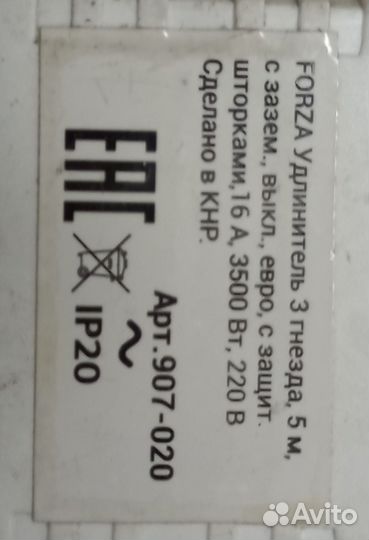 FORZA Удлинитель 3 гнезда, 5 м,
с зазем., выкл., евро, с защит.
шторками,16 А, 3500 Вт, 220 В
Сделано в КНР.
Арт.907-020
~
IP20
EAC
Avito